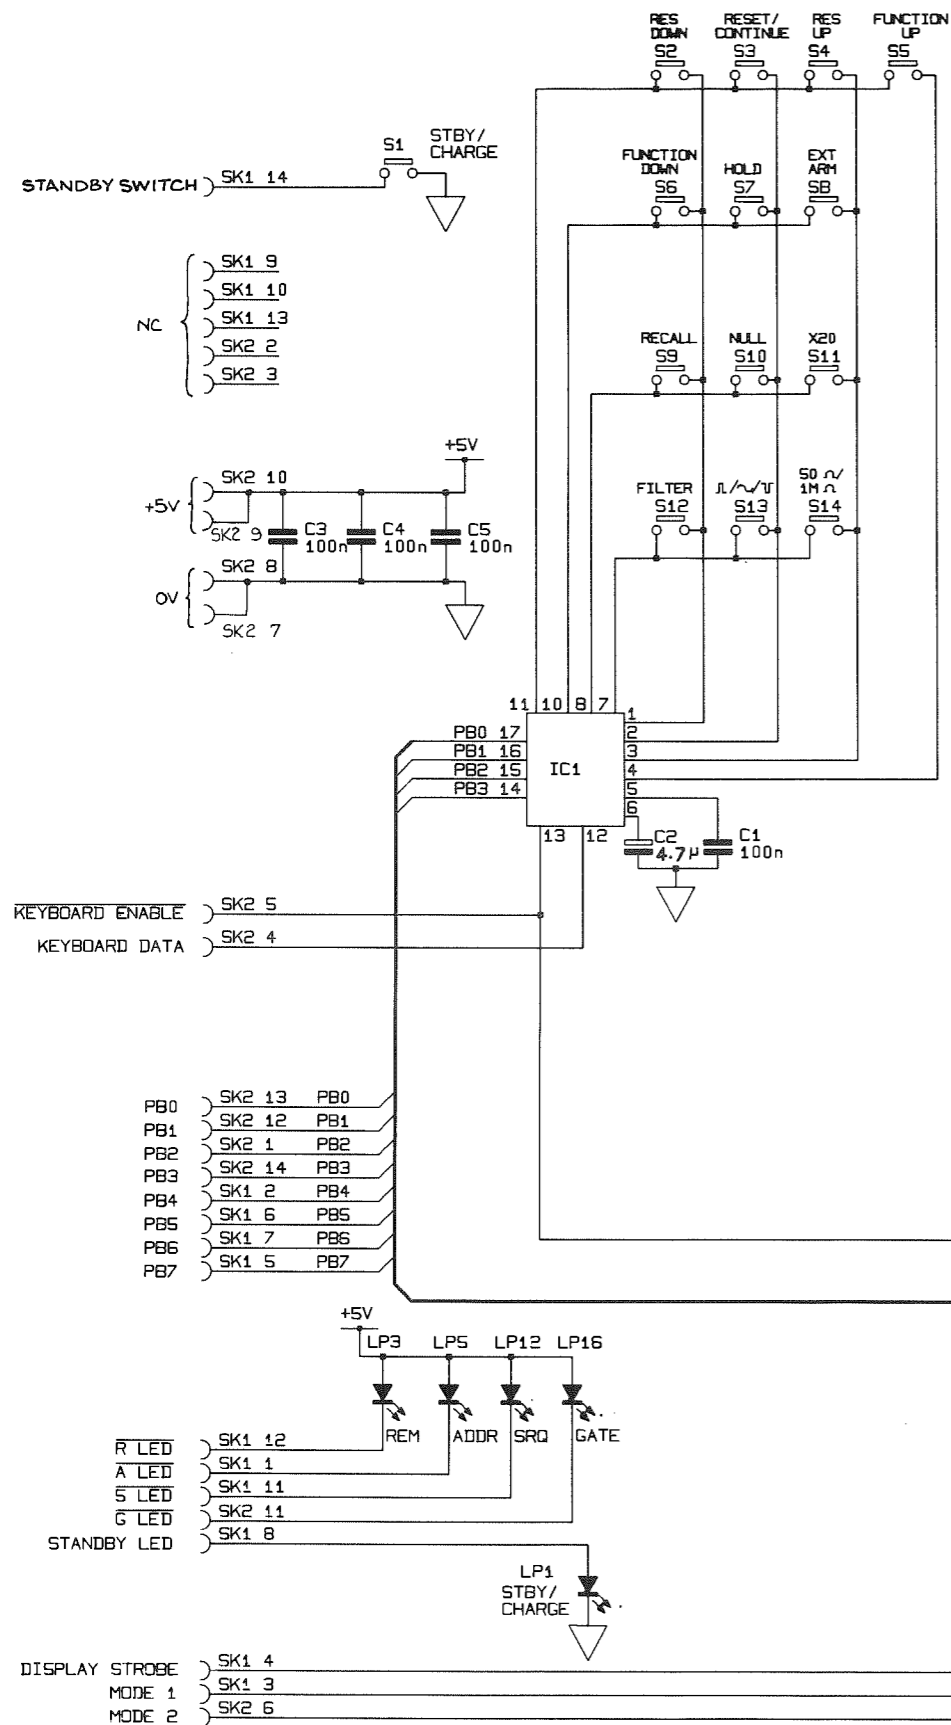 RES DOWN
S2
RESET/ CONTINUE
S3
RES UP
S4
FUNCTION UP
S5
STANDBY SWITCH
SK1 14
S1
STBY/ CHARGE
FUNCTION DOWN
S6
HOLD
S7
EXT ARM
S8
NC
SK1 9
SK1 10
SK1 13
SK2 2
SK2 3
RECALL
S9
NULL
S10
X20
S11
+5V
+5V
SK2 10
SK2 9
C3
100n
C4
100n
C5
100n
0V
SK2 8
SK2 7
FILTER
S12
S13
50 Ω/
1M Ω
S14
11 10 8 7
PB0 17
PB1 16
PB2 15
PB3 14
IC1
1
2
3
4
5
6
13 12
C2
4.7µ
C1
100n
KEYBOARD ENABLE
SK2 5
KEYBOARD DATA
SK2 4
PB0 SK2 13 PB0
PB1 SK2 12 PB1
PB2 SK2 1 PB2
PB3 SK2 14 PB3
PB4 SK1 2 PB4
PB5 SK1 6 PB5
PB6 SK1 7 PB6
PB7 SK1 5 PB7
+5V
LP3
LP5
LP12
LP16
REM
ADDR
SRQ
GATE
R LED SK1 12
A LED SK1 1
S LED SK1 11
G LED SK2 11
STANDBY LED SK1 8
LP1
STBY/
CHARGE
DISPLAY STROBE SK1 4
MODE 1 SK1 3
MODE 2 SK2 6